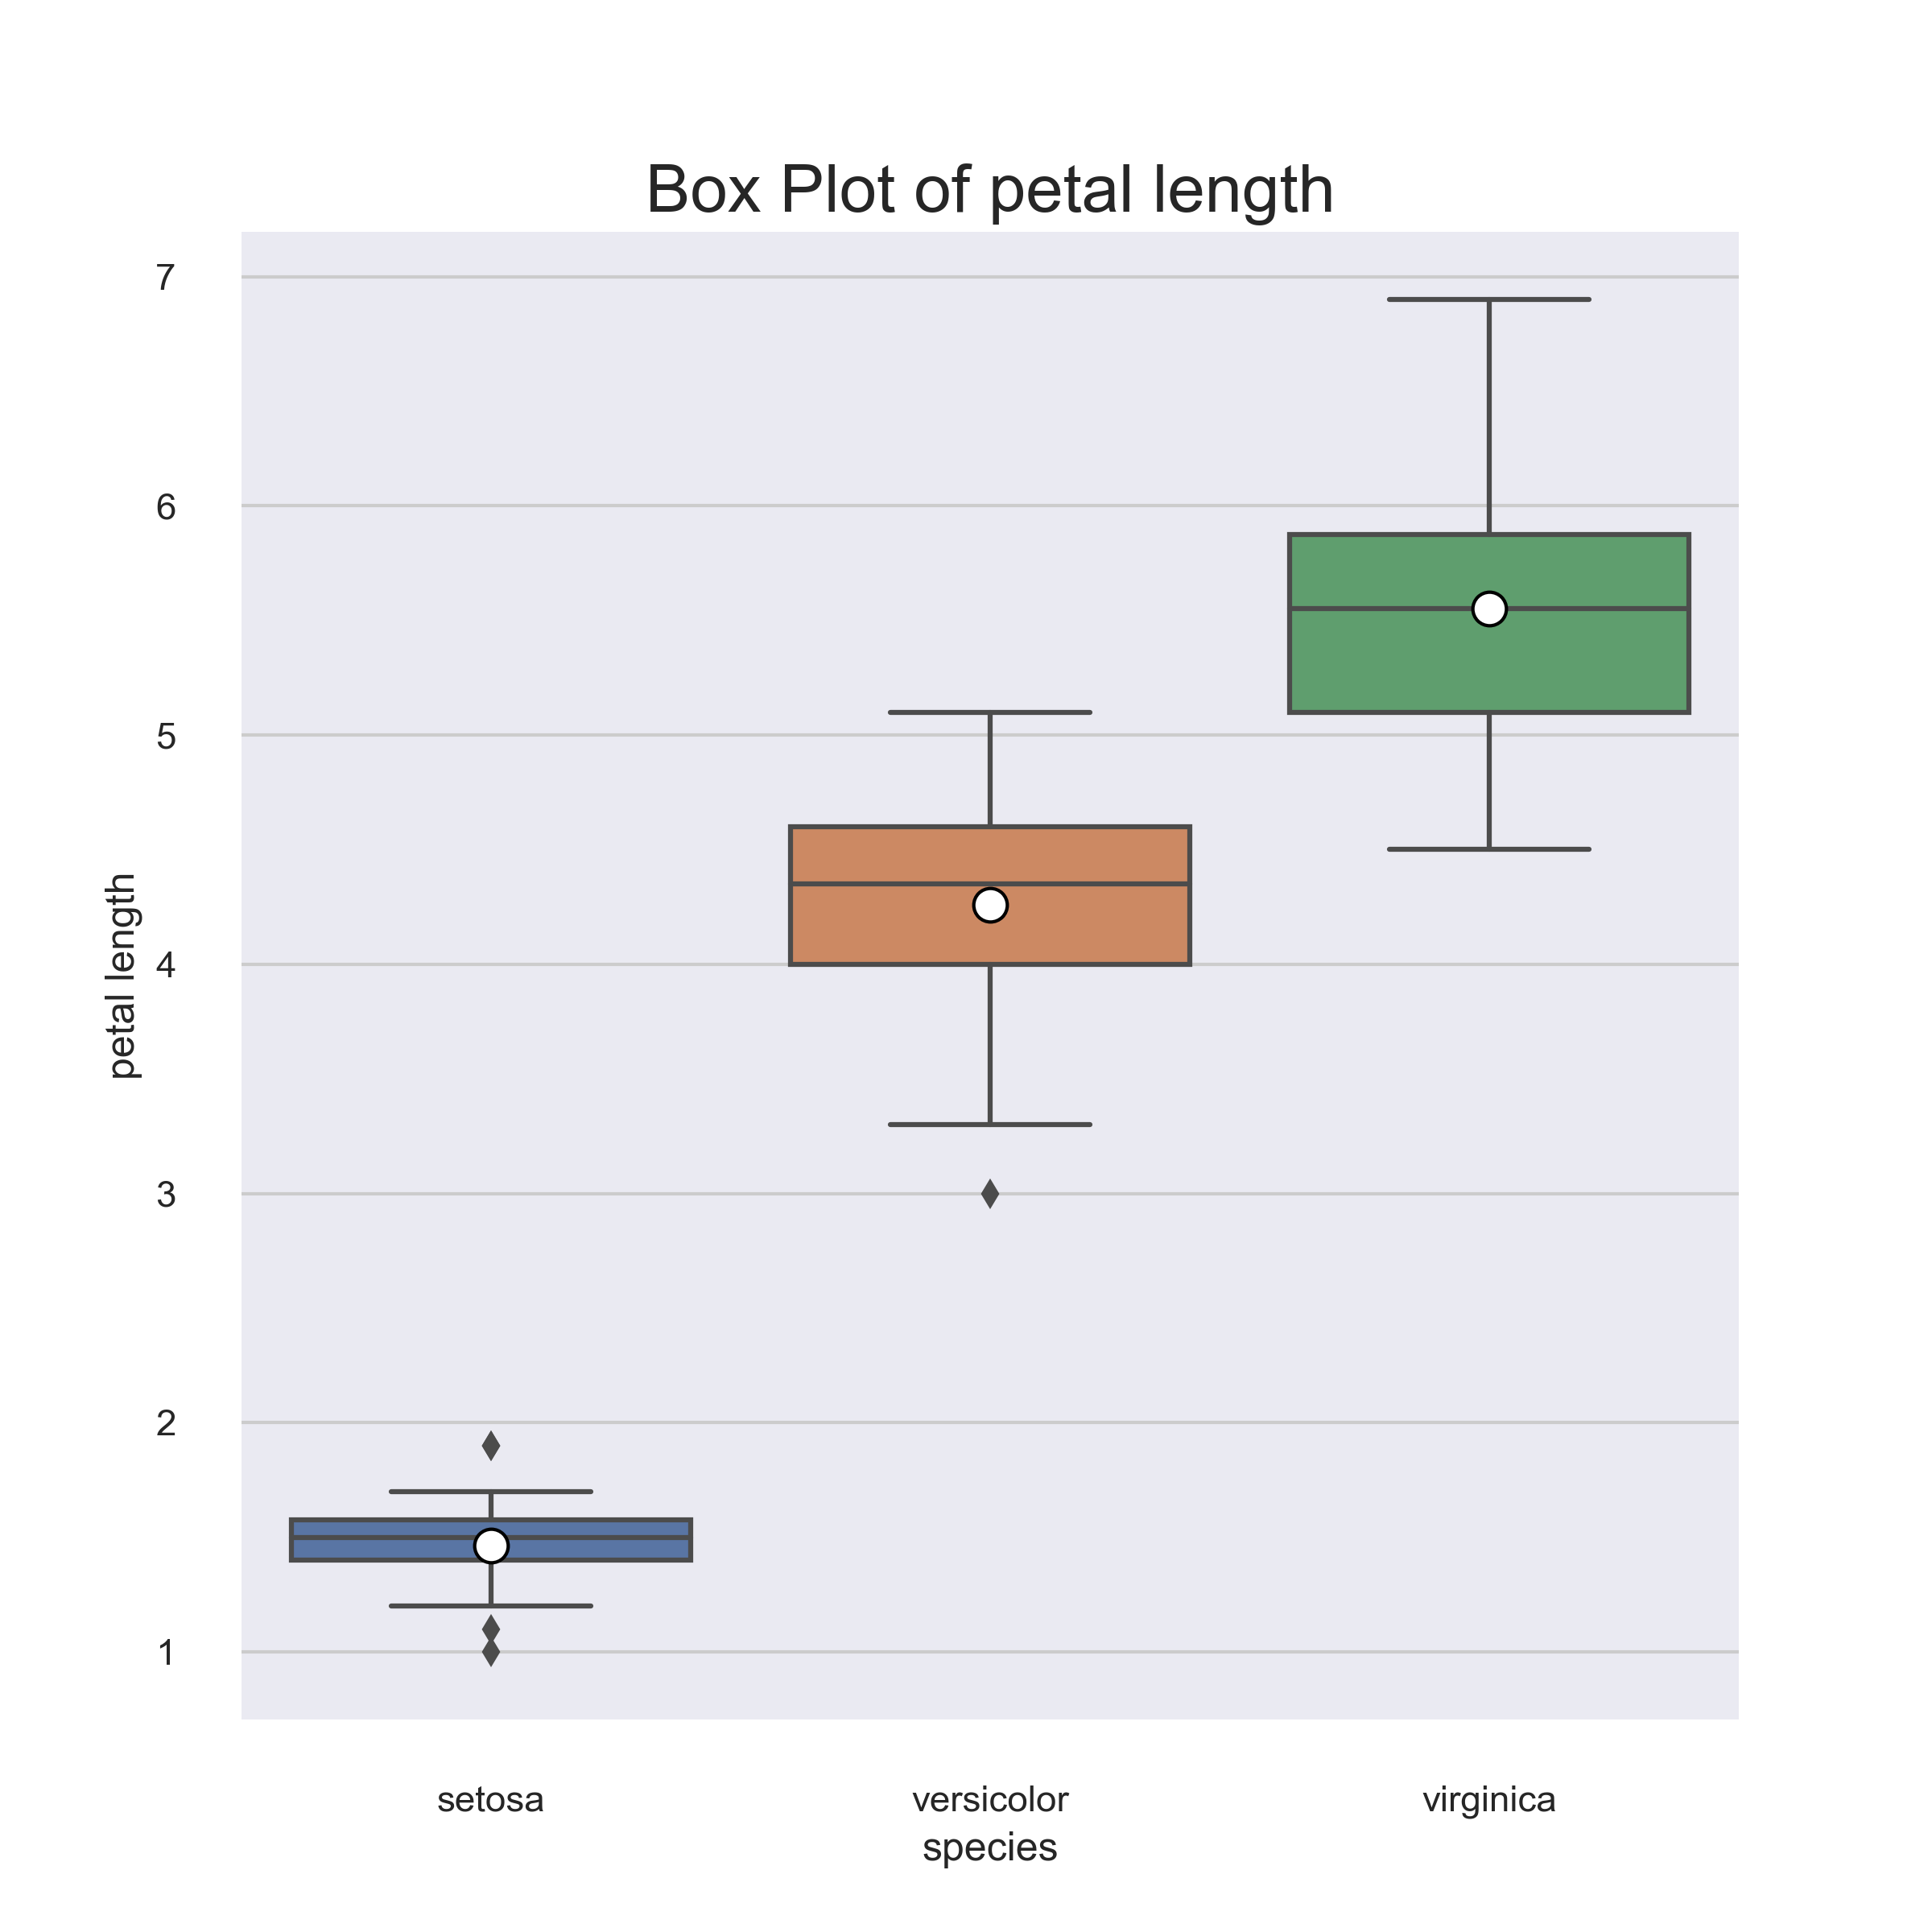 Box Plot of petal length
7
6
5
4
3
2
1
petal length
setosa
versicolor
virginica
species